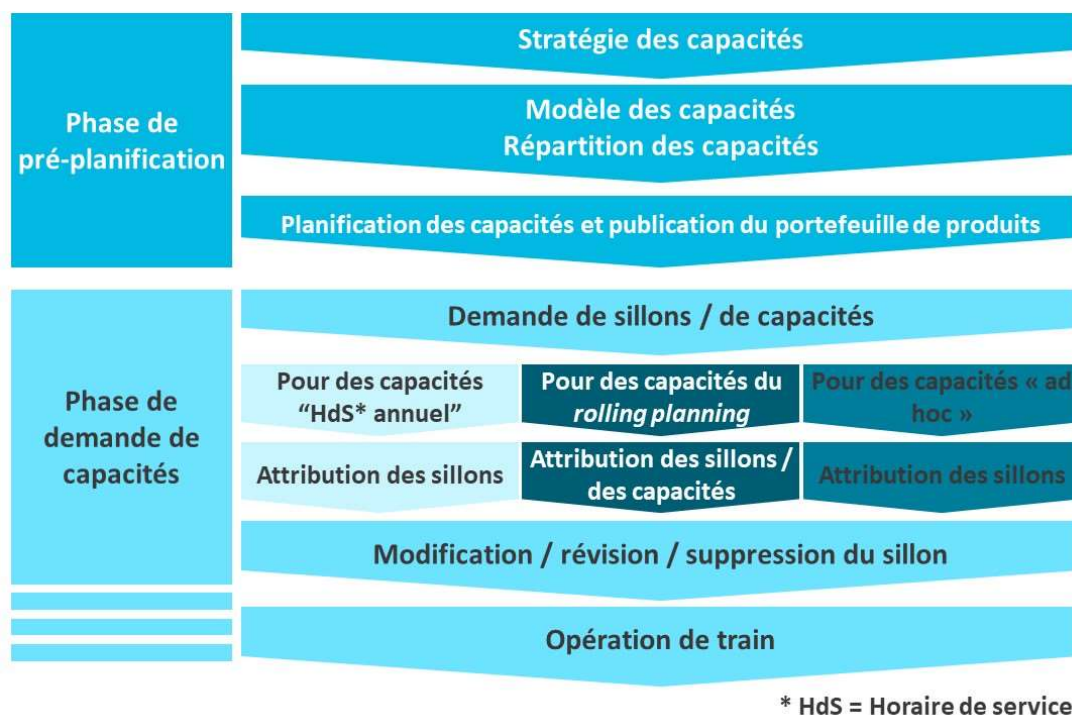 Phase de
pré-planification
Stratégie des capacités
Modèle des capacités
Répartition des capacités
Planification des capacités et publication du portefeuille de produits
Phase de
demande de
capacités
Demande de sillons / de capacités
Pour des capacités
“HdS* annuel”
Pour des capacités du
rolling planning
Pour des capacités « ad
hoc »
Attribution des sillons
Attribution des sillons /
des capacités
Attribution des sillons
Modification / révision / suppression du sillon
Opération de train
* HdS = Horaire de service